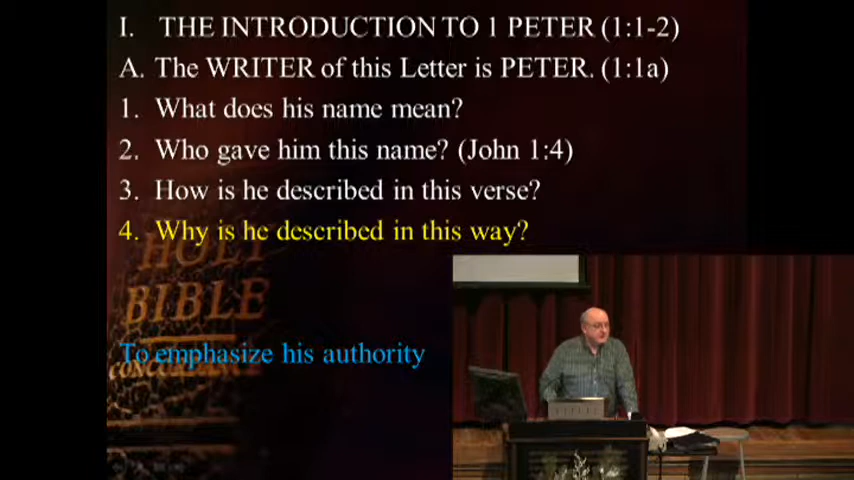 I. THE INTRODUCTION TO 1 PETER (1:1-2)
A. The WRITER of this Letter is PETER. (1:1a)
1. What does his name mean?
2. Who gave him this name? (John 1:4)
3. How is he described in this verse?
4. Why is he described in this way?
HOLY
BIBLE
To emphasize his authority
CONCORDANCE